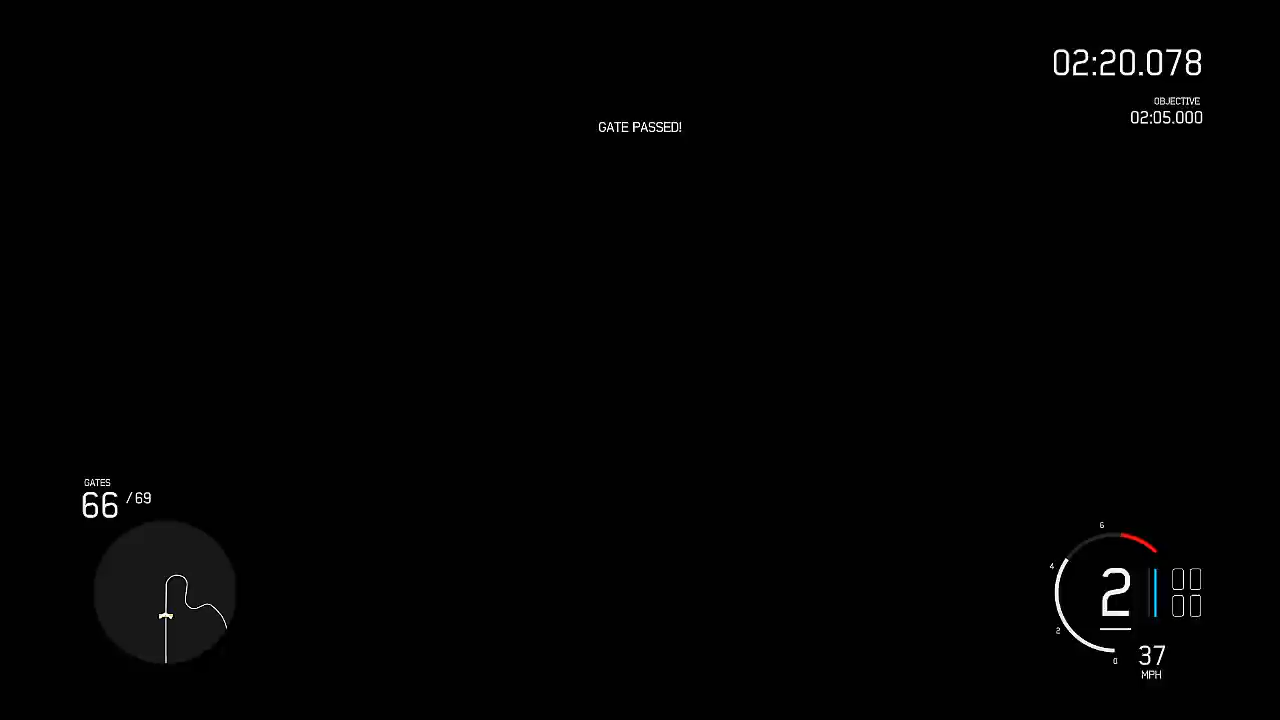 02:20.078
OBJECTIVE
02:05.000
GATE PASSED!
GATES
66 /69
6
4
2
2
0
37
MPH